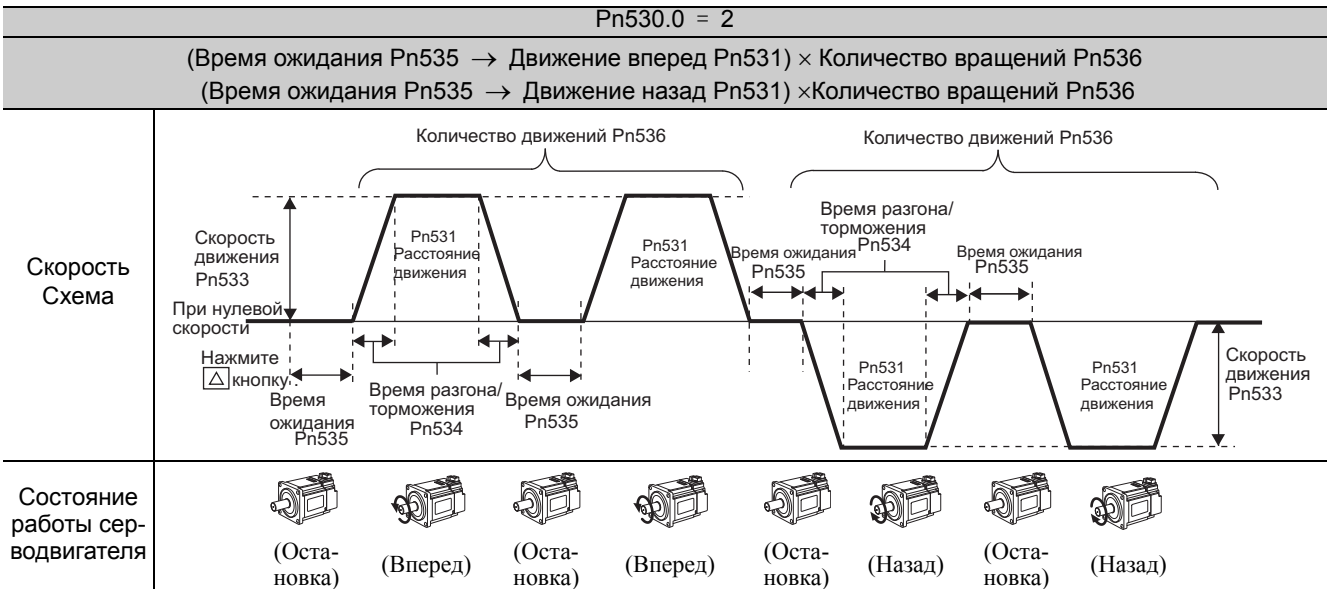 Pn530.0 = 2
(Время ожидания Pn535 → Движение вперед Pn531) × Количество вращений Pn536
(Время ожидания Pn535 → Движение назад Pn531) ×Количество вращений Pn536
Скорость
Схема
Количество движений Pn536
Количество движений Pn536
Скорость
движения
Pn533
Pn531
Расстояние
движения
Pn531
Расстояние
движения
Время ожидания
Pn535
Время разгона/
торможения
Pn534
Время ожидания
Pn535
При нулевой
скорости
Нажмите
△ кнопку.
Время
ожидания
Pn535
Время разгона/
торможения
Pn534
Время ожидания
Pn535
Pn531
Расстояние
движения
Pn531
Расстояние
движения
Скорость
движения
Pn533
Состояние
работы сер-
водвигателя
(Оста-
новка)
(Вперед)
(Оста-
новка)
(Вперед)
(Оста-
новка)
(Назад)
(Оста-
новка)
(Назад)